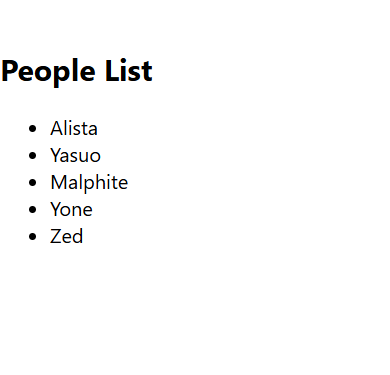 People List
Alista
Yasuo
Malphite
Yone
Zed